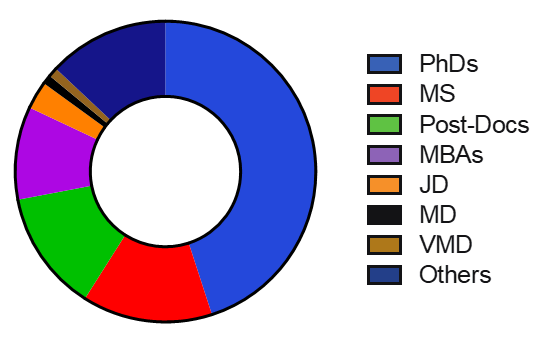 PhDs
MS
Post-Docs
MBAs
JD
MD
VMD
Others